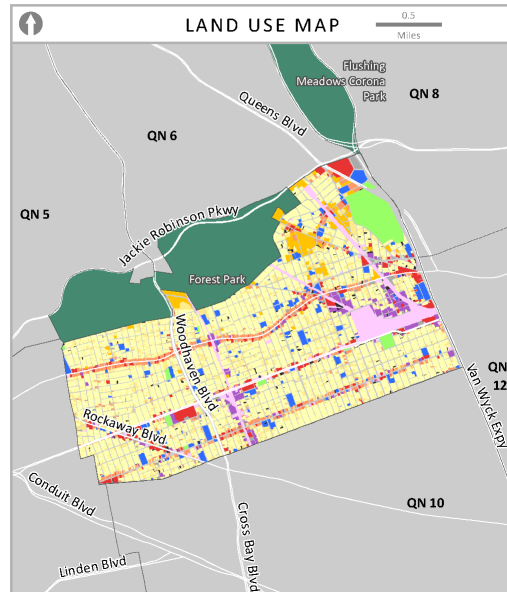 LAND USE MAP
0.5
Miles
Flushing
Meadows Corona
Park
QN 8
Queens Blvd
QN 6
QN 5
Jackie Robinson Pkwy
Forest Park
Woodhaven Blvd
QN
12
Van Wyck Expy
Rockaway Blvd
Conduit Blvd
QN 10
Cross Bay Blvd
Linden Blvd